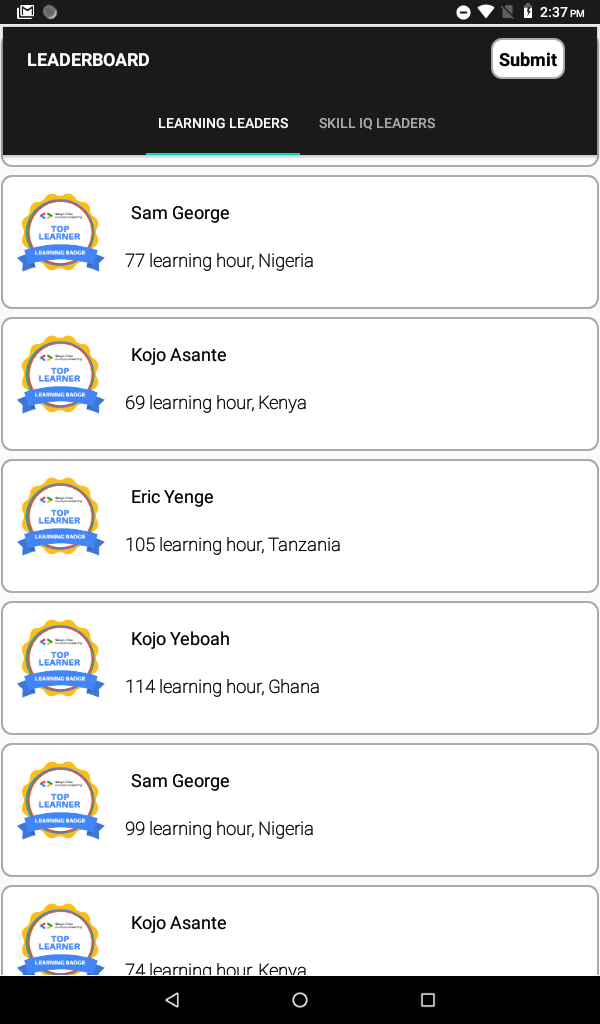 2:37 PM
LEADERBOARD
Submit
LEARNING LEADERS
SKILL IQ LEADERS
Sam George
TOP
LEARNER
LEARNING BADGE
77 learning hour, Nigeria
Kojo Asante
TOP
LEARNER
LEARNING BADGE
69 learning hour, Kenya
Eric Yenge
TOP
LEARNER
LEARNING BADGE
105 learning hour, Tanzania
Kojo Yeboah
TOP
LEARNER
LEARNING BADGE
114 learning hour, Ghana
Sam George
TOP
LEARNER
LEARNING BADGE
99 learning hour, Nigeria
Kojo Asante
TOP
LEARNER
LEARNING BADGE
74 learning hour, Kenya